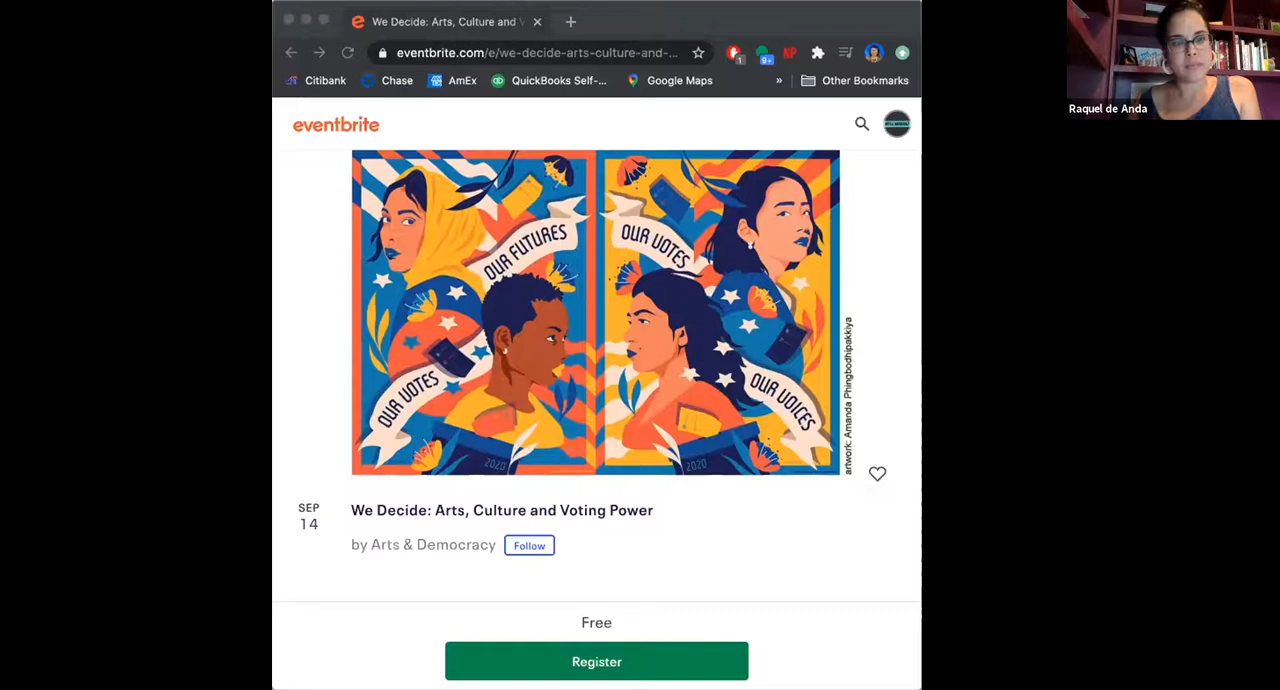 We Decide: Arts, Culture and V
eventbrite.com/e/we-decide-arts-culture-and-...
1
9+
Citibank
Chase
AmEx
QuickBooks Self-...
Google Maps
»
Other Bookmarks
Raquel de Anda
eventbrite
OUR FUTURES
OUR VOTES
OUR VOTES
OUR VOICES
2020
2020
artwork: Amanda Phingbodhipakkiya
SEP
14
We Decide: Arts, Culture and Voting Power
by Arts & Democracy
Follow
Free
Register